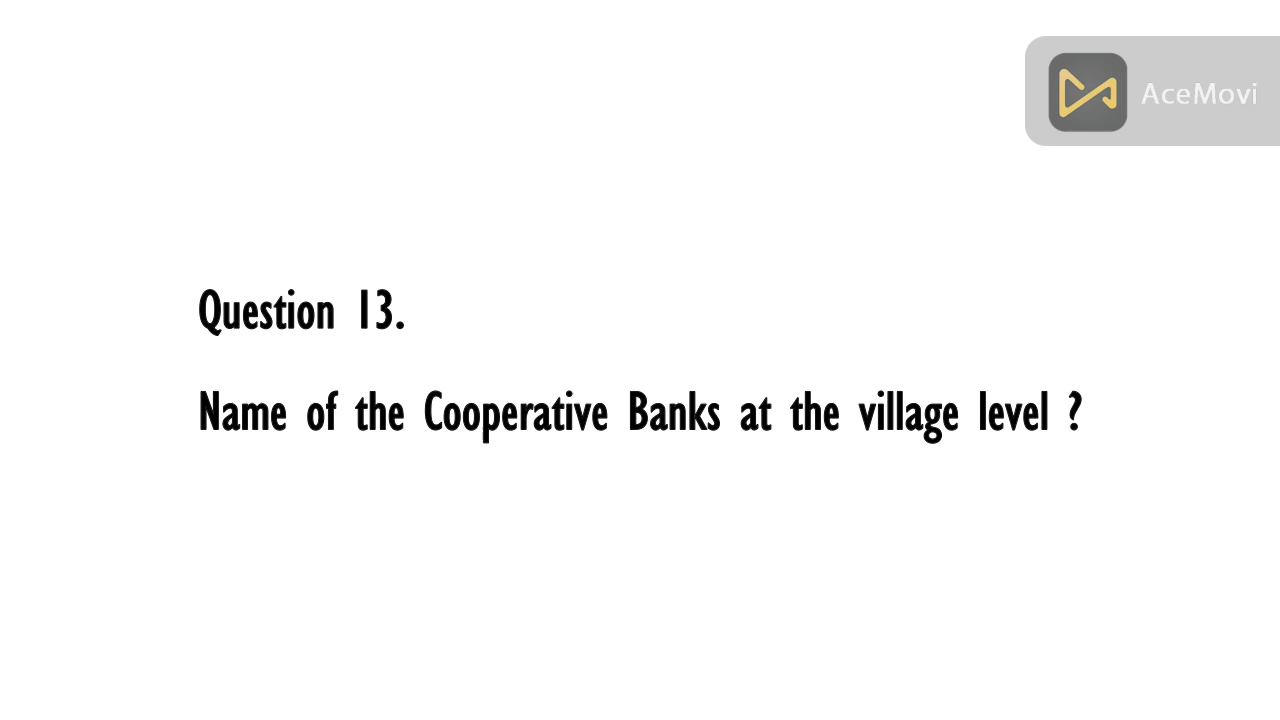 AceMovi
Question 13.
Name of the Cooperative Banks at the village level ?